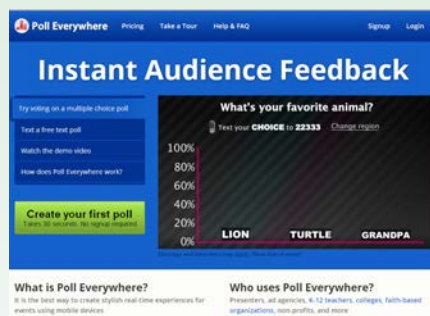 Poll Everywhere Pricing Take a Tour Help & FAQ Signup Login
Instant Audience Feedback
Try voting on a multiple choice poll
Text a free text poll
Watch the demo video
How does Poll Everywhere work?
Create your first poll
Takes 30 seconds. No signup required.
What's your favorite animal?
Text your CHOICE to 22333 Change region
100%
80%
60%
40%
20%
0%
LION TURTLE GRANDPA
What is Poll Everywhere?
It is the best way to create stylish real-time experiences for
events using mobile devices
Who uses Poll Everywhere?
Presenters, ad agencies, K-12 teachers, colleges, faith-based
organizations, non-profits, and more